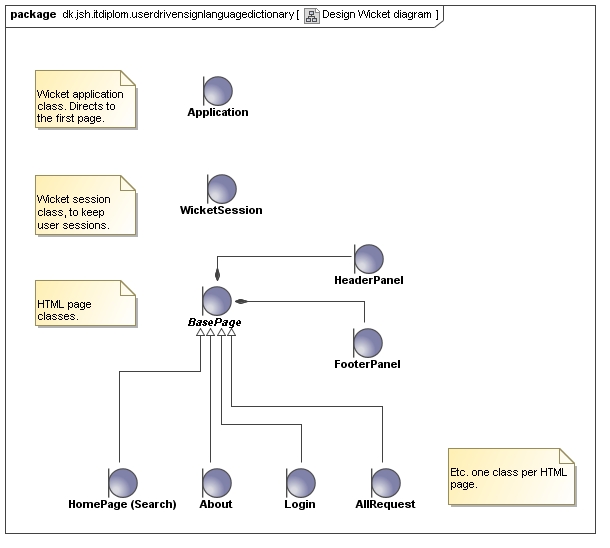 package dk.jsh.itdiplom.userdrivensignlanguagedictionary [ Design Wicket diagram ]
Wicket application
class. Directs to
the first page.
Application
Wicket session
class, to keep
user sessions.
WicketSession
HeaderPanel
HTML page
classes.
BasePage
FooterPanel
Etc. one class per HTML
page.
HomePage (Search)
About
Login
AllRequest